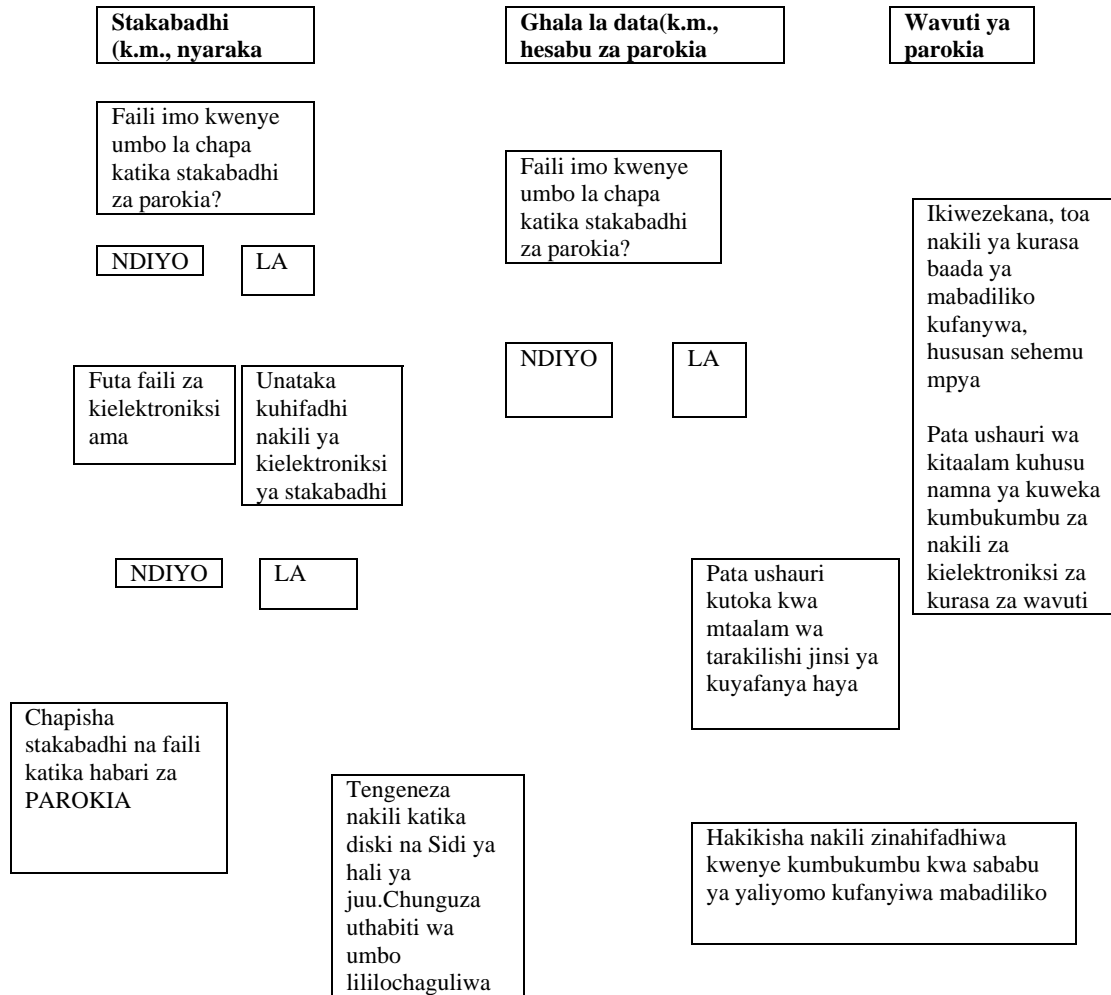 Stakabadhi
(k.m., nyaraka
Ghala la data(k.m.,
hesabu za parokia
Wavuti ya
parokia
Faili imo kwenye
umbo la chapa
katika stakabadhi
za parokia?
Faili imo kwenye
umbo la chapa
katika stakabadhi
za parokia?
Ikiwezekana, toa
nakili ya kurasa
baada ya
mabadiliko
kufanywa,
hususan sehemu
mpya
Pata ushauri wa
kitaalam kuhusu
namna ya kuweka
kumbukumbu za
nakili za
kielektroniksi za
kurasa za wavuti
NDIYO
LA
NDIYO
LA
Futa faili za
kielektroniksi
ama
Unataka
kuhifadhi
nakili ya
kielektroniksi
ya stakabadhi
NDIYO
LA
Pata ushauri
kutoka kwa
mtaalam wa
tarakilishi jinsi ya
kuyafanya haya
Chapisha
stakabadhi na faili
katika habari za
PAROKIA
Tengeneza
nakili katika
diski na Sidi ya
hali ya
juu.Chunguza
uthabiti wa
umbo
lililochaguliwa
Hakikisha nakili zinahifadhiwa
kwenye kumbukumbu kwa sababu
ya yaliyomo kufanyiwa mabadiliko